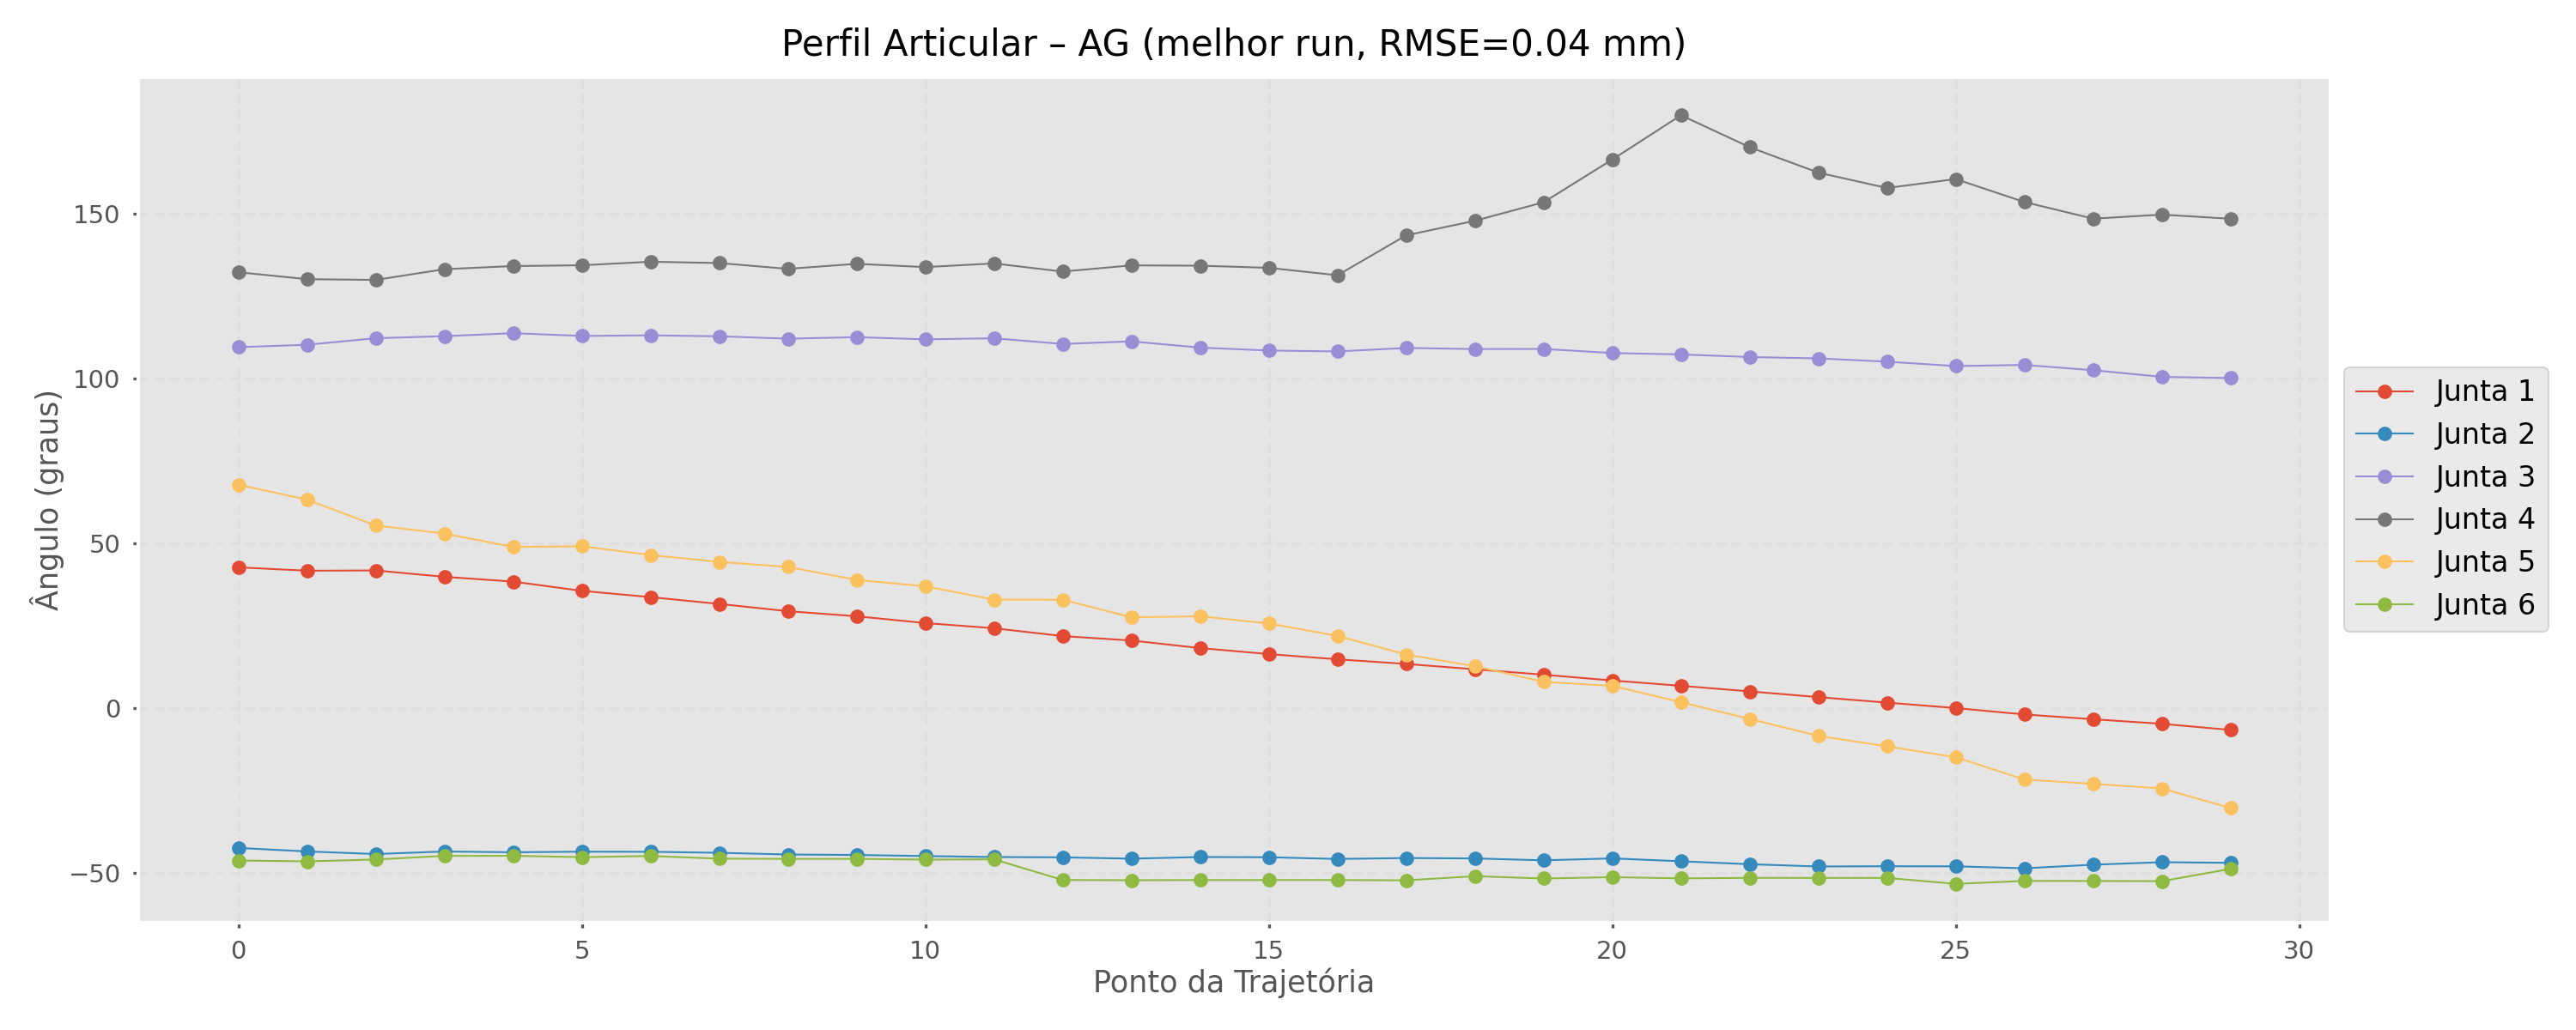 Perfil Articular – AG (melhor run, RMSE=0.04 mm)
Ângulo (graus)
150
100
50
0
−50
0 5 10 15 20 25 30
Ponto da Trajetória
Junta 1
Junta 2
Junta 3
Junta 4
Junta 5
Junta 6